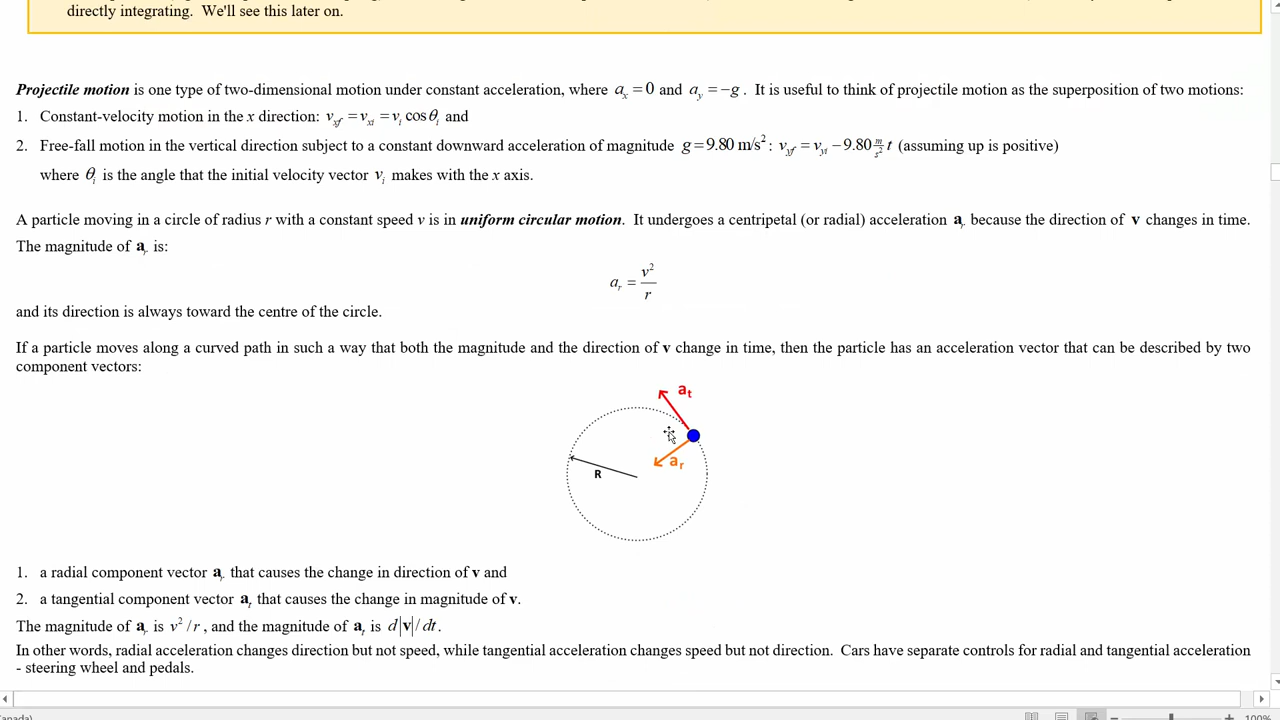 directly integrating. We'll see this later on.
Projectile motion is one type of two-dimensional motion under constant acceleration, where aₓ = 0 and a_y = −g. It is useful to think of projectile motion as the superposition of two motions:
1. Constant-velocity motion in the x direction: v_xf = v_xi = v_i cos θ_i and
2. Free-fall motion in the vertical direction subject to a constant downward acceleration of magnitude g = 9.80 m/s²: v_yf = v_yi − 9.80 m/s² t (assuming up is positive)
where θ_i is the angle that the initial velocity vector v_i makes with the x axis.
A particle moving in a circle of radius r with a constant speed v is in uniform circular motion. It undergoes a centripetal (or radial) acceleration a_r because the direction of v changes in time.
The magnitude of a_r is:
a_r = v²/r
and its direction is always toward the centre of the circle.
If a particle moves along a curved path in such a way that both the magnitude and the direction of v change in time, then the particle has an acceleration vector that can be described by two
component vectors:
a_t
a_r
R
1. a radial component vector a_r that causes the change in direction of v and
2. a tangential component vector a_t that causes the change in magnitude of v.
The magnitude of a_r is v²/r, and the magnitude of a_t is d|v|/dt.
In other words, radial acceleration changes direction but not speed, while tangential acceleration changes speed but not direction. Cars have separate controls for radial and tangential acceleration
- steering wheel and pedals.